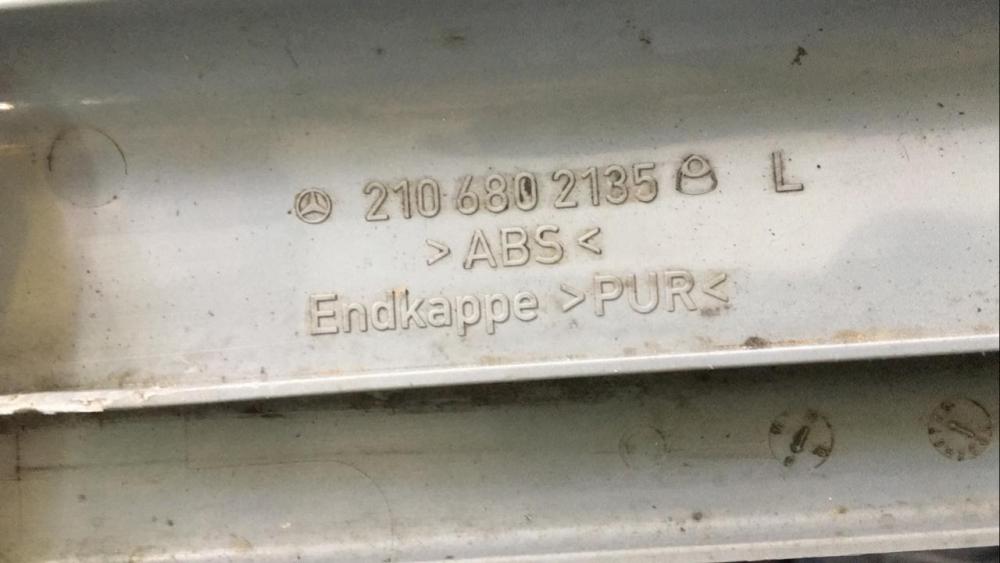 210 680 2135 L
>ABS<
Endkappe >PUR<